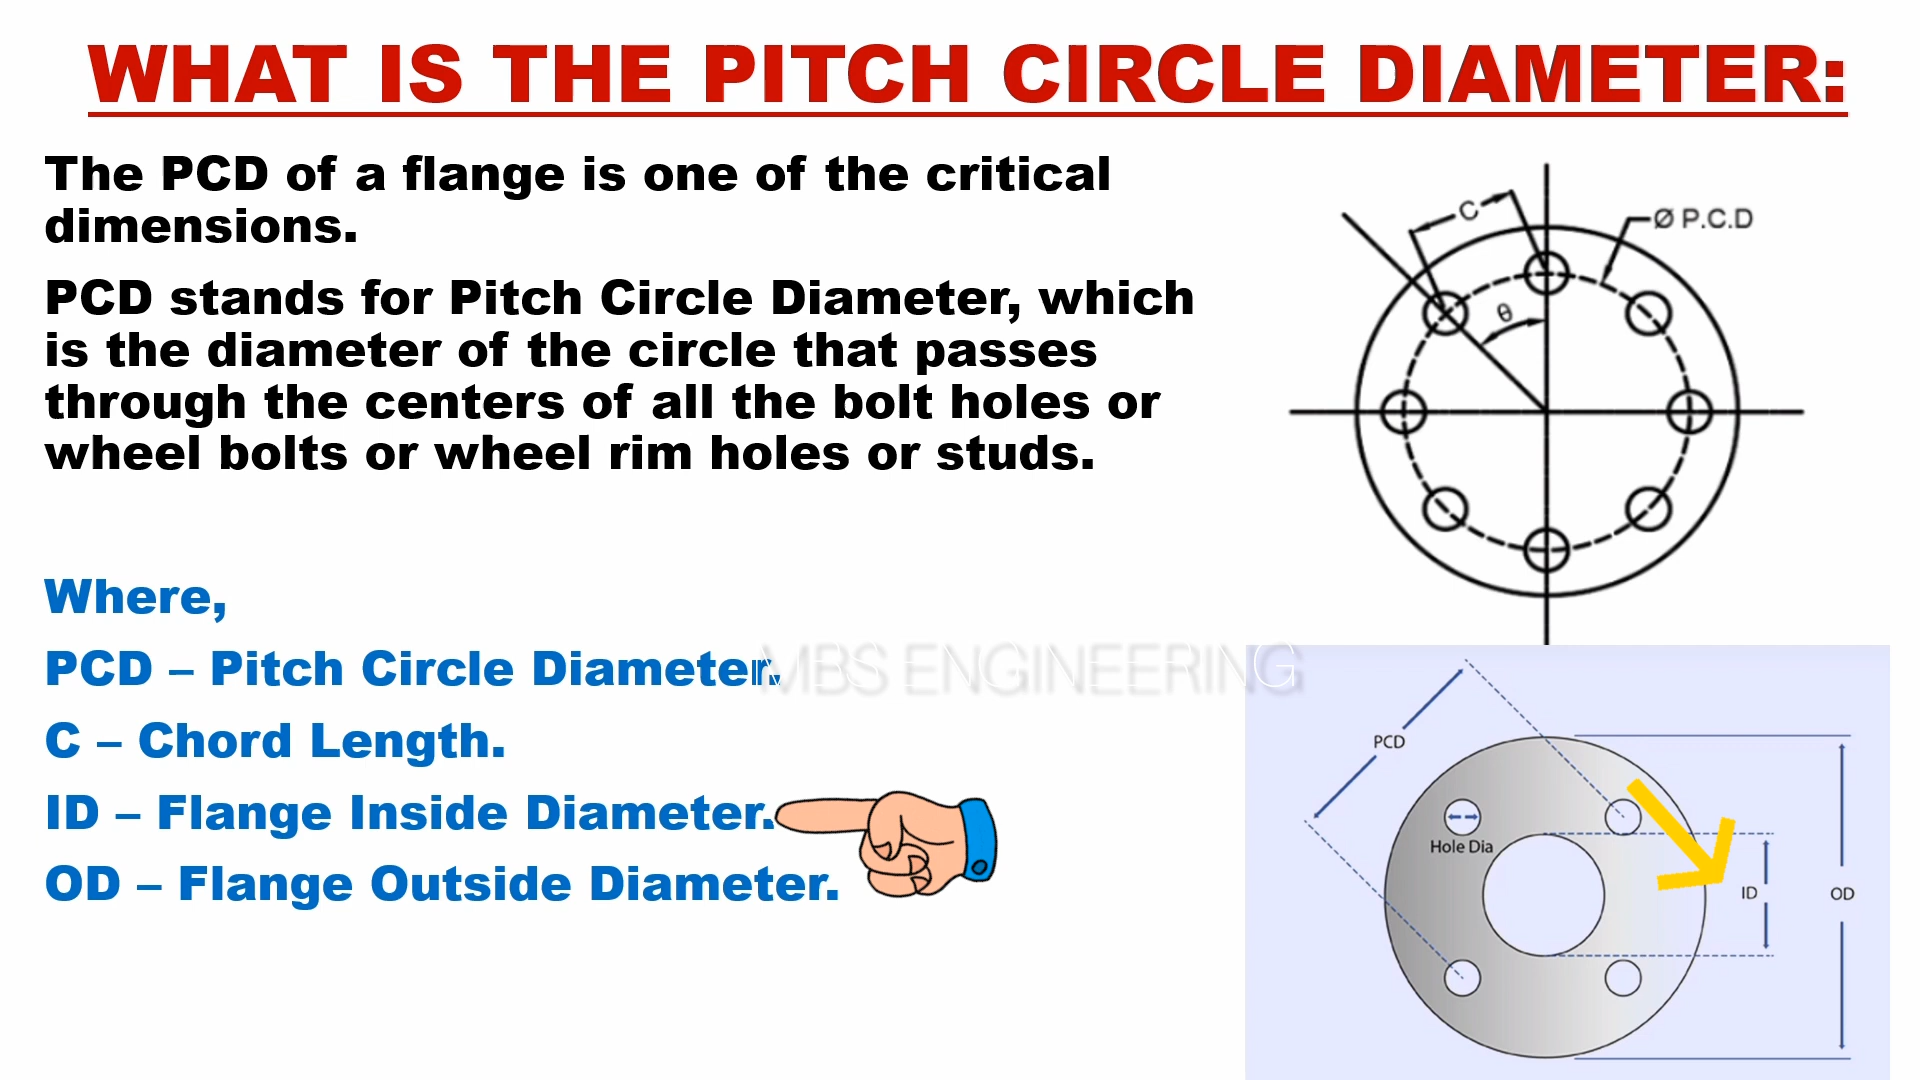 WHAT IS THE PITCH CIRCLE DIAMETER:
The PCD of a flange is one of the critical
dimensions.
PCD stands for Pitch Circle Diameter, which
is the diameter of the circle that passes
through the centers of all the bolt holes or
wheel bolts or wheel rim holes or studs.
Where,
PCD – Pitch Circle Diameter.
C – Chord Length.
ID – Flange Inside Diameter.
OD – Flange Outside Diameter.
MBS ENGINEERING
C
Ø P.C.D
θ
PCD
Hole Dia
ID
OD